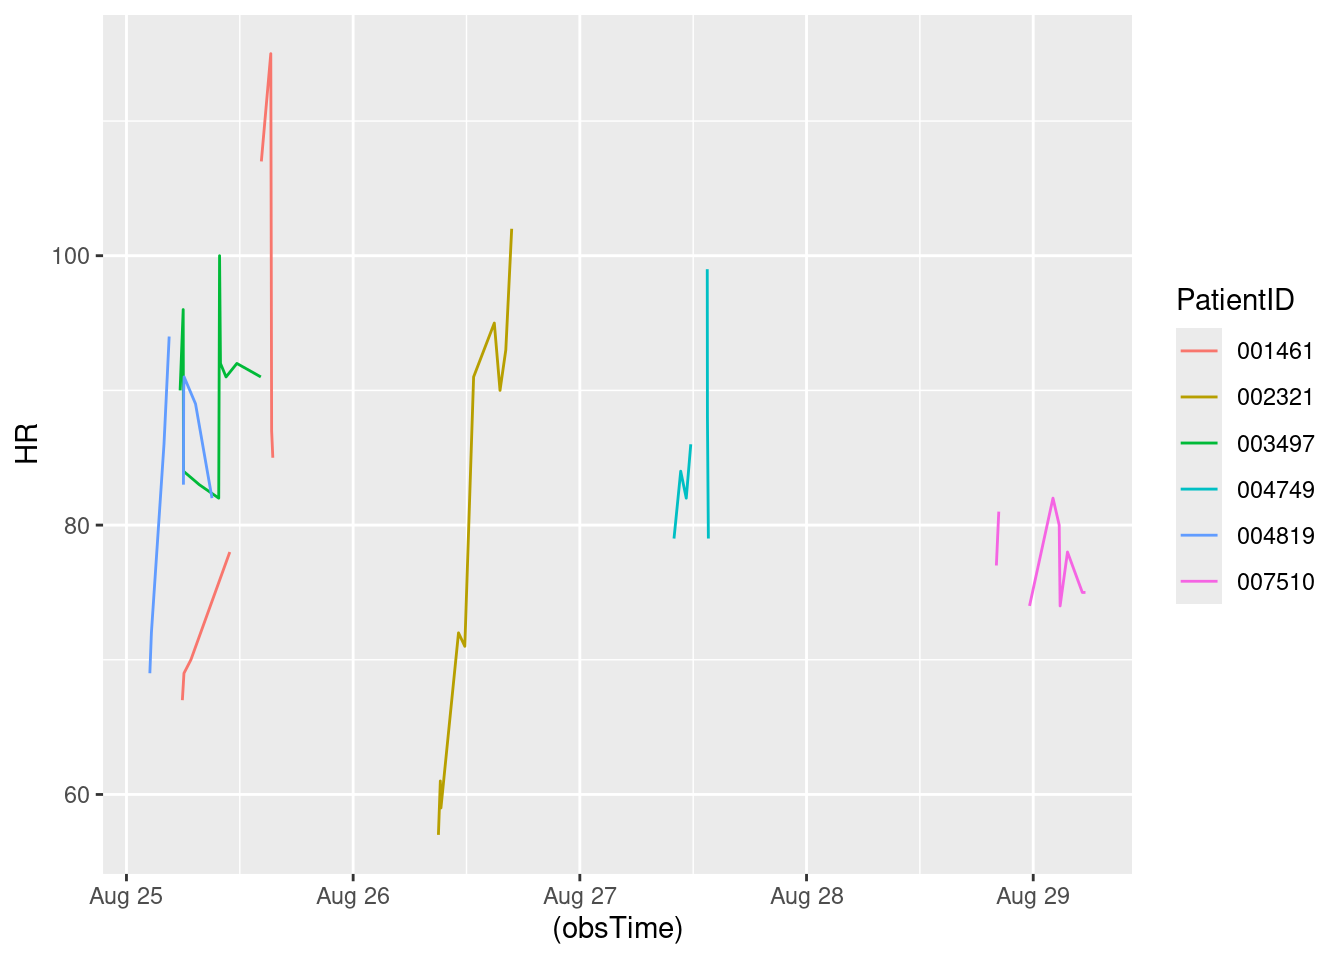 100
80
60
HR
Aug 25
Aug 26
Aug 27
Aug 28
Aug 29
(obsTime)
PatientID
001461
002321
003497
004749
004819
007510